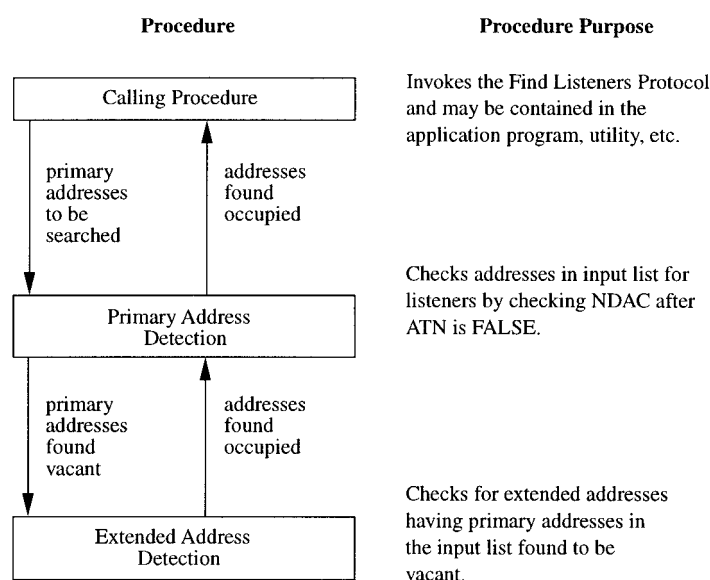 Procedure
Procedure Purpose
Calling Procedure
Invokes the Find Listeners Protocol
and may be contained in the
application program, utility, etc.
primary
addresses
to be
searched
addresses
found
occupied
Primary Address
Detection
Checks addresses in input list for
listeners by checking NDAC after
ATN is FALSE.
primary
addresses
found
vacant
addresses
found
occupied
Extended Address
Detection
Checks for extended addresses
having primary addresses in
the input list found to be
vacant.